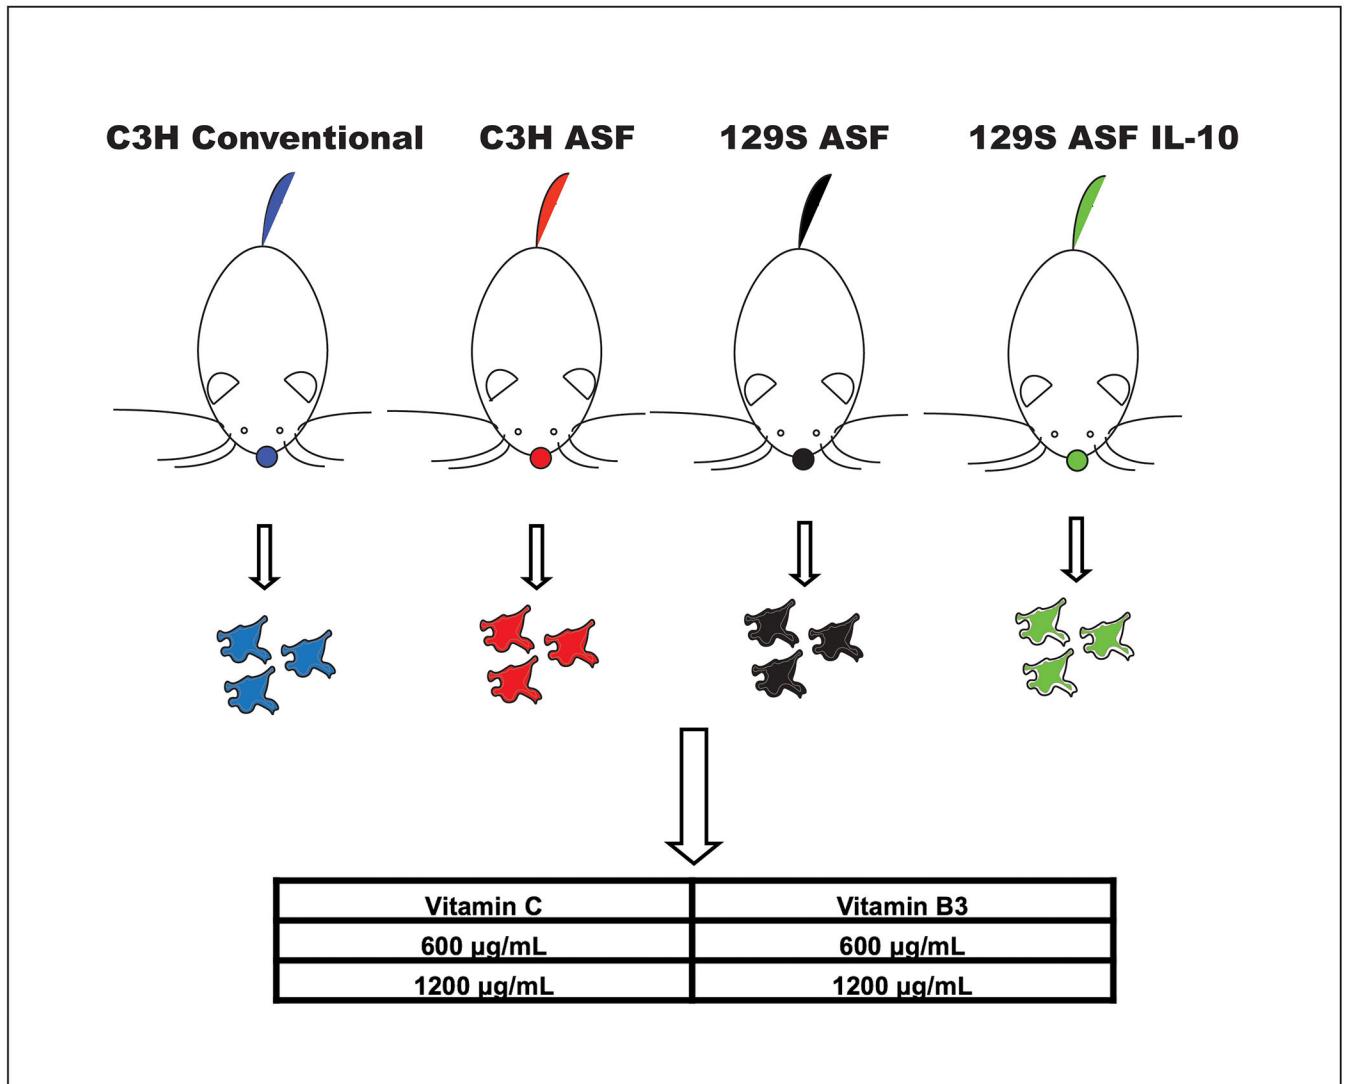 C3H Conventional C3H ASF 129S ASF 129S ASF IL-10
Vitamin C Vitamin B3
600 µg/mL 600 µg/mL
1200 µg/mL 1200 µg/mL